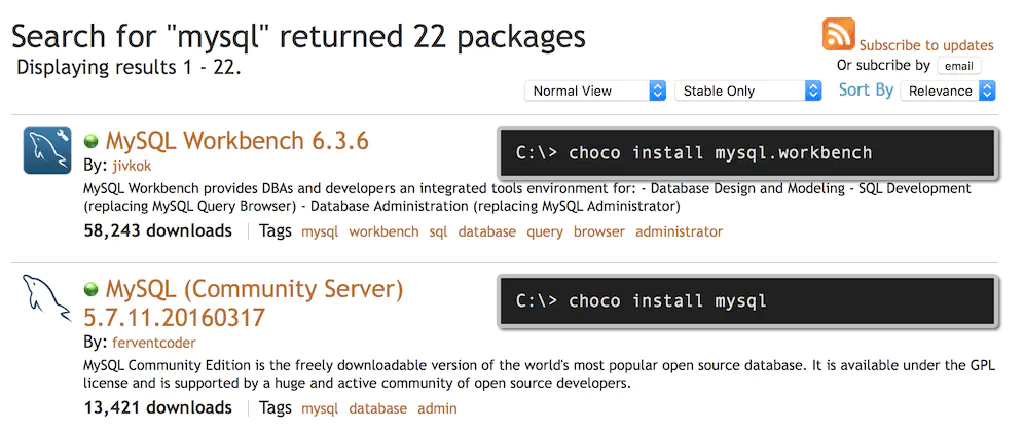 Search for "mysql" returned 22 packages
Displaying results 1 - 22.
Subscribe to updates
Or subcribe by email
Normal View Stable Only Sort By Relevance
MySQL Workbench 6.3.6
By: jivkok
C:\> choco install mysql.workbench
MySQL Workbench provides DBAs and developers an integrated tools environment for: - Database Design and Modeling - SQL Development
(replacing MySQL Query Browser) - Database Administration (replacing MySQL Administrator)
58,243 downloads Tags mysql workbench sql database query browser administrator
MySQL (Community Server)
5.7.11.20160317
By: ferventcoder
C:\> choco install mysql
MySQL Community Edition is the freely downloadable version of the world's most popular open source database. It is available under the GPL
license and is supported by a huge and active community of open source developers.
13,421 downloads Tags mysql database admin